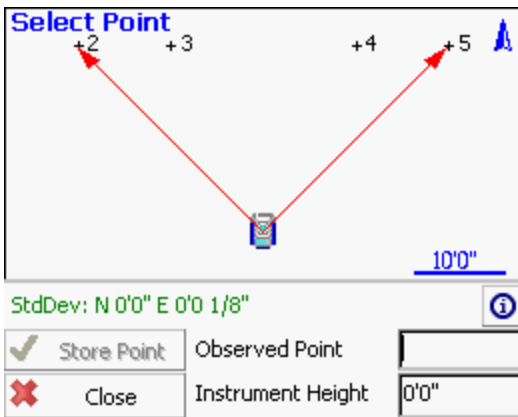 Select Point
+2 +3 +4 +5
10'0"
StdDev: N 0'0" E 0'0 1/8"
Store Point Observed Point
Close Instrument Height 0'0"